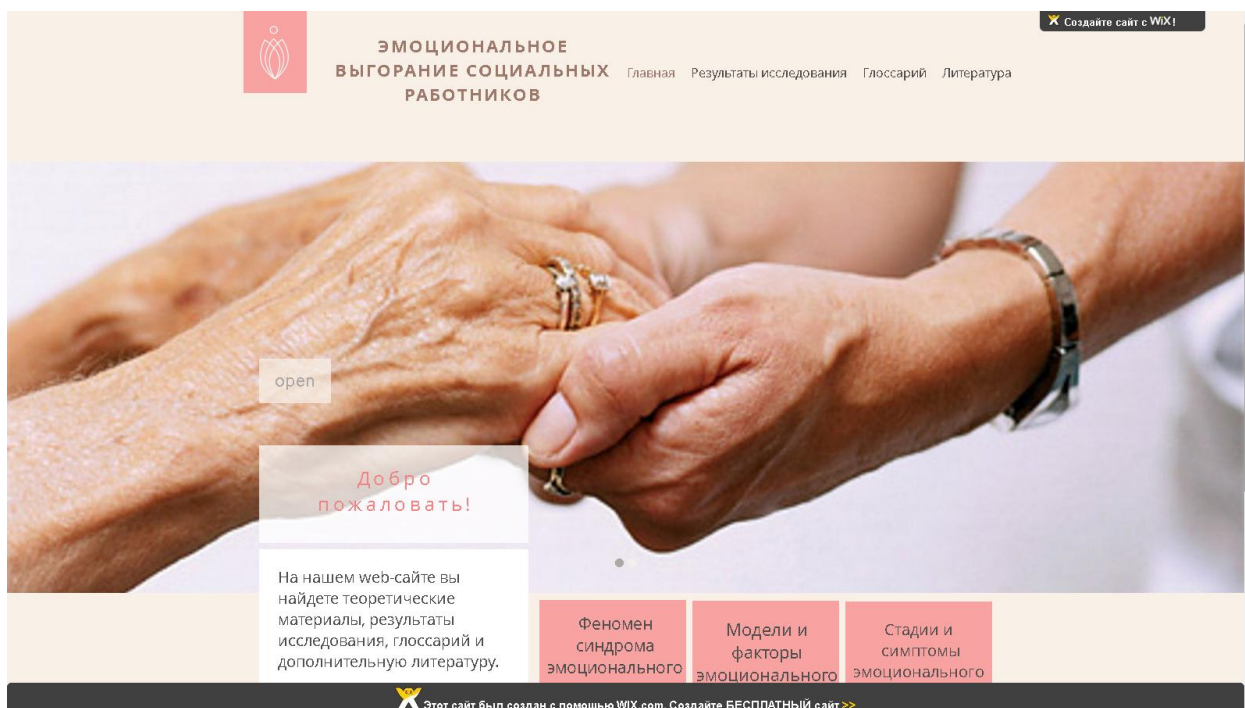 Создайте сайт с WiX!
ЭМОЦИОНАЛЬНОЕ
ВЫГОРАНИЕ СОЦИАЛЬНЫХ
РАБОТНИКОВ
Главная Результаты исследования Глоссарий Литература
open
Добро
пожаловать!
На нашем web-сайте вы
найдете теоретические
материалы, результаты
исследования, глоссарий и
дополнительную литературу.
Феномен
синдрома
эмоционального
Модели и
факторы
эмоционального
Стадии и
симптомы
эмоционального
Этот сайт был создан с помощью WIX.com. Создайте БЕСПЛАТНЫЙ сайт >>